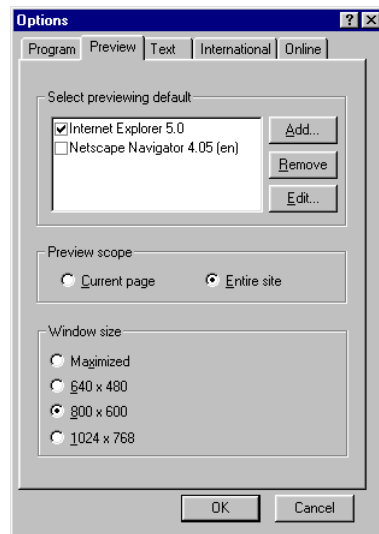 Options
Program Preview Text International Online
Select previewing default
Internet Explorer 5.0
Netscape Navigator 4.05 (en)
Add...
Remove
Edit...
Preview scope
Current page Entire site
Window size
Maximized
640 x 480
800 x 600
1024 x 768
OK Cancel